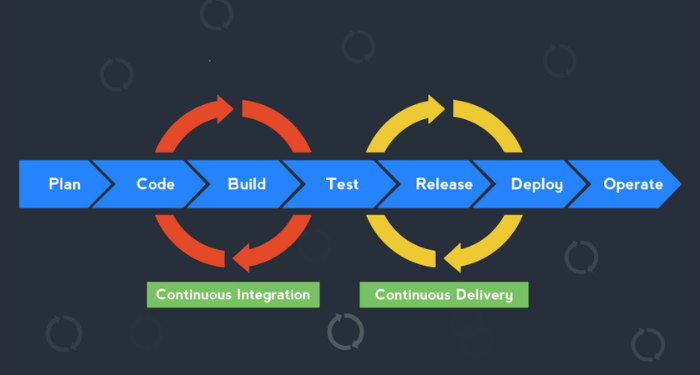 Plan Code Build Test Release Deploy Operate
Continuous Integration Continuous Delivery